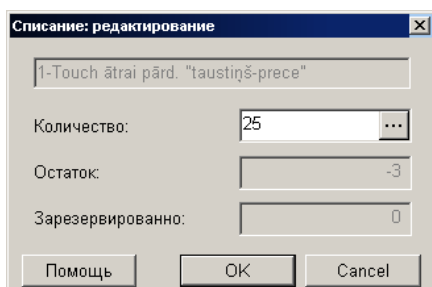 Списание: редактирование
1-Touch ātrai pārd. "taustiņš-prece"
Количество: 25 ...
Остаток: -3
Зарезервированно: 0
Помощь OK Cancel